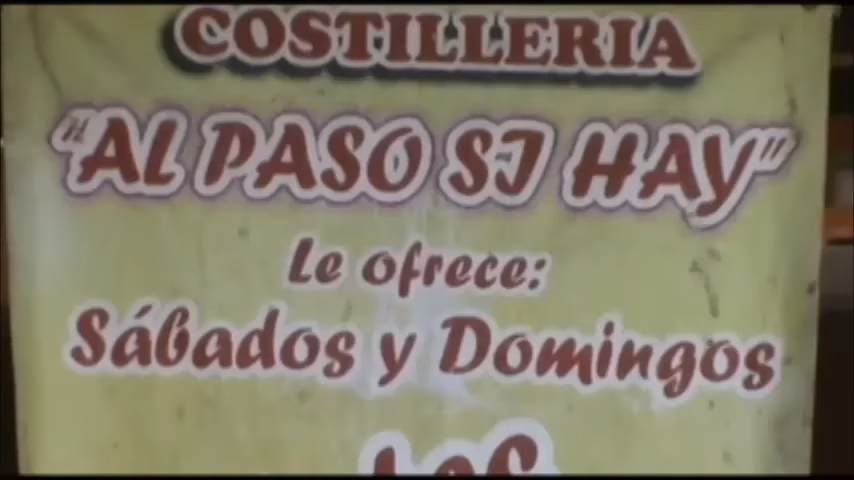 COSTILLERIA
"AL PASO SI HAY"
Le ofrece:
Sábados y Domingos